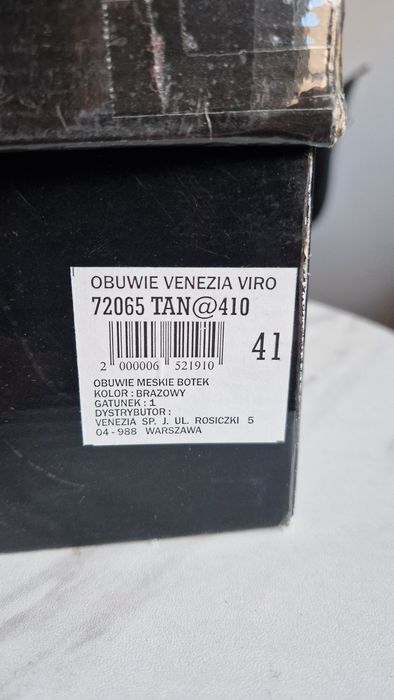 OBUWIE VENEZIA VIRO
72065 TAN@410
41
2 000006 521910
OBUWIE MESKIE BOTEK
KOLOR : BRAZOWY
GATUNEK : 1
DYSTRYBUTOR :
VENEZIA SP. J. UL. ROSICZKI 5
04-988 WARSZAWA